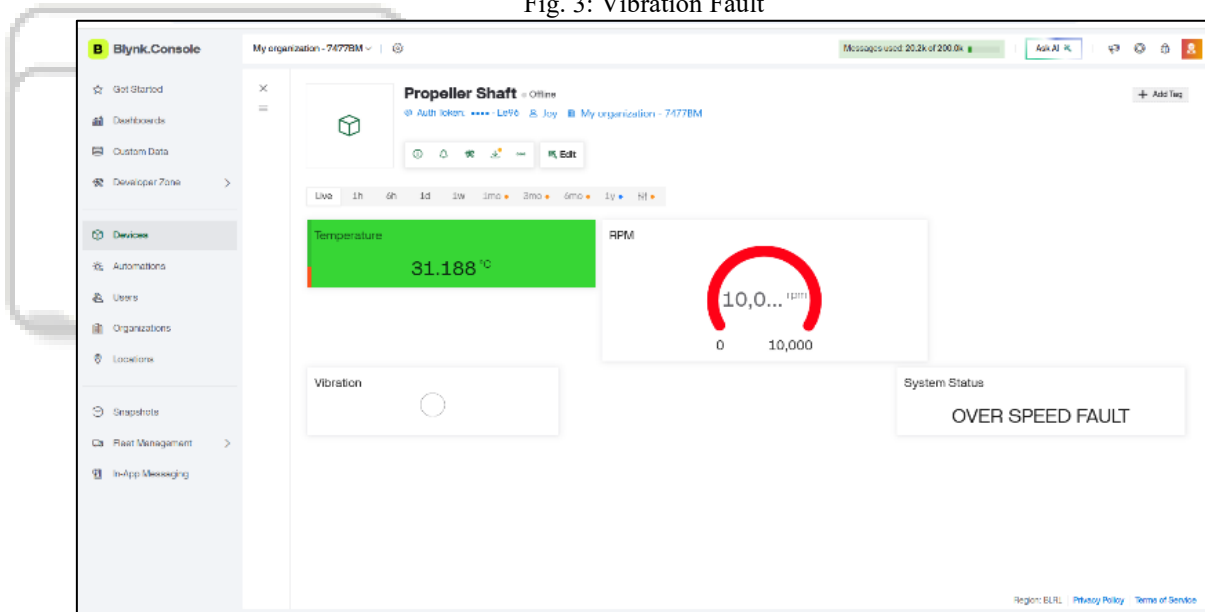 Fig. 3: Vibration Fault
B Blynk.Console
My organization - 7477BM
Messages used 20.2k of 200.0k
Ask AI
Get Started
Dashboards
Custom Data
Developer Zone
Devices
Automations
Users
Organizations
Locations
Snapshots
Fleet Management
In-App Messaging
Propeller Shaft Offline
Auth Token: •••• - Le96 Joy My organization - 7477BM
Edit
+ Add Tag
Live 1h 6h 1d 1w 1mo 3mo 6mo 1y
Temperature
31.188 °C
RPM
10,0... rpm
0 10,000
Vibration
System Status
OVER SPEED FAULT
Region: BLR1 Privacy Policy Terms of Service